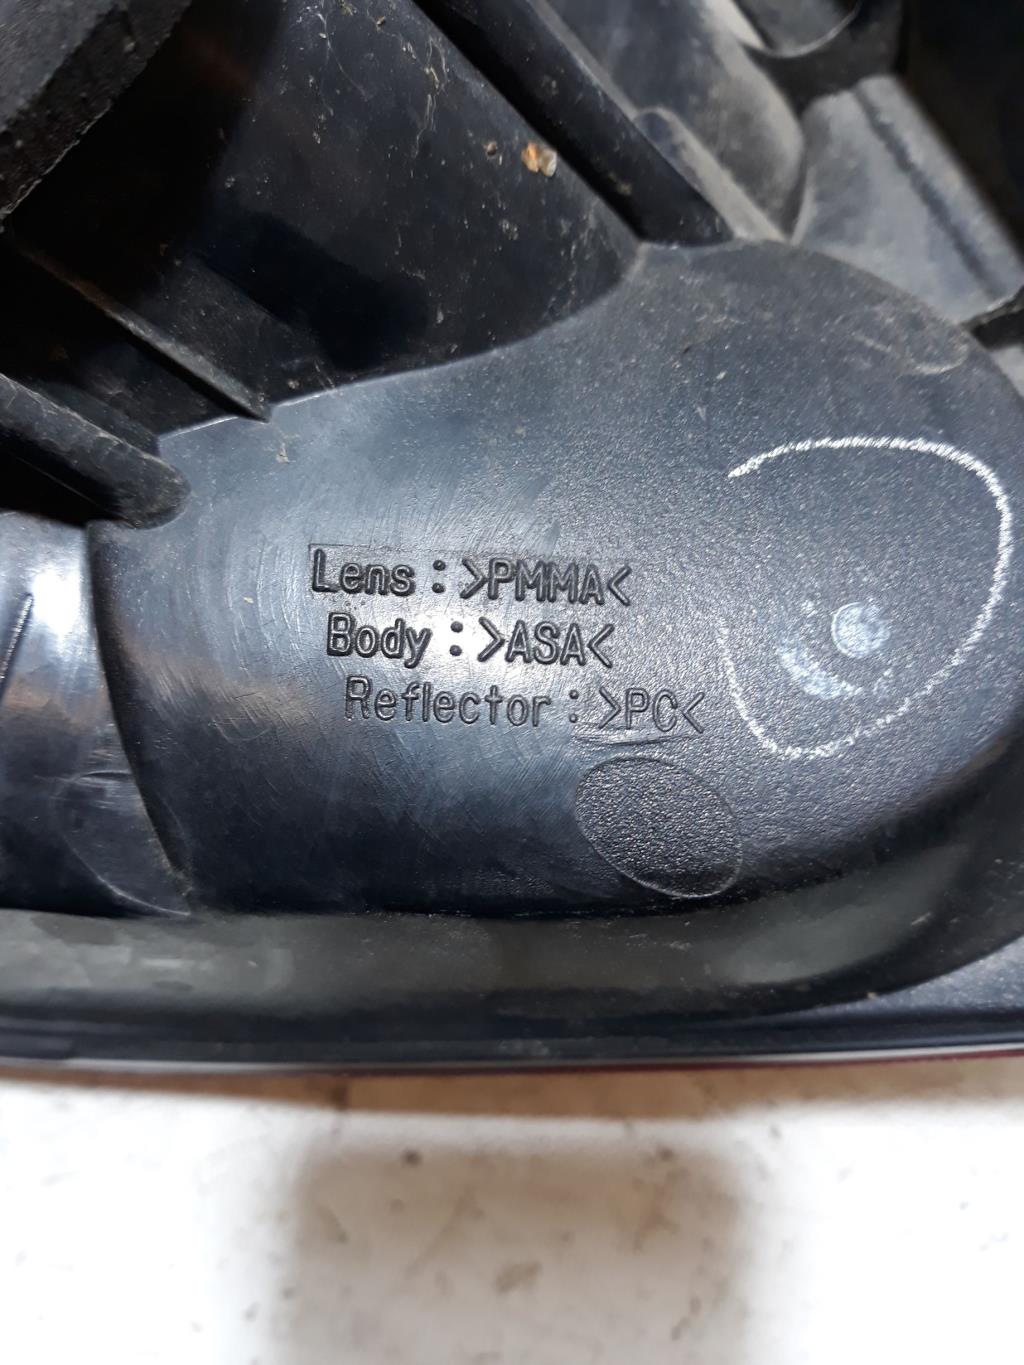 Lens : >PMMA<
Body : >ASA<
Reflector : >PC<